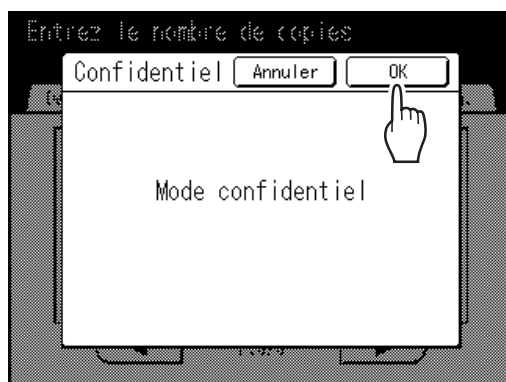 Entrez le nombre de copies
Confidentiel Annuler OK
Mode confidentiel